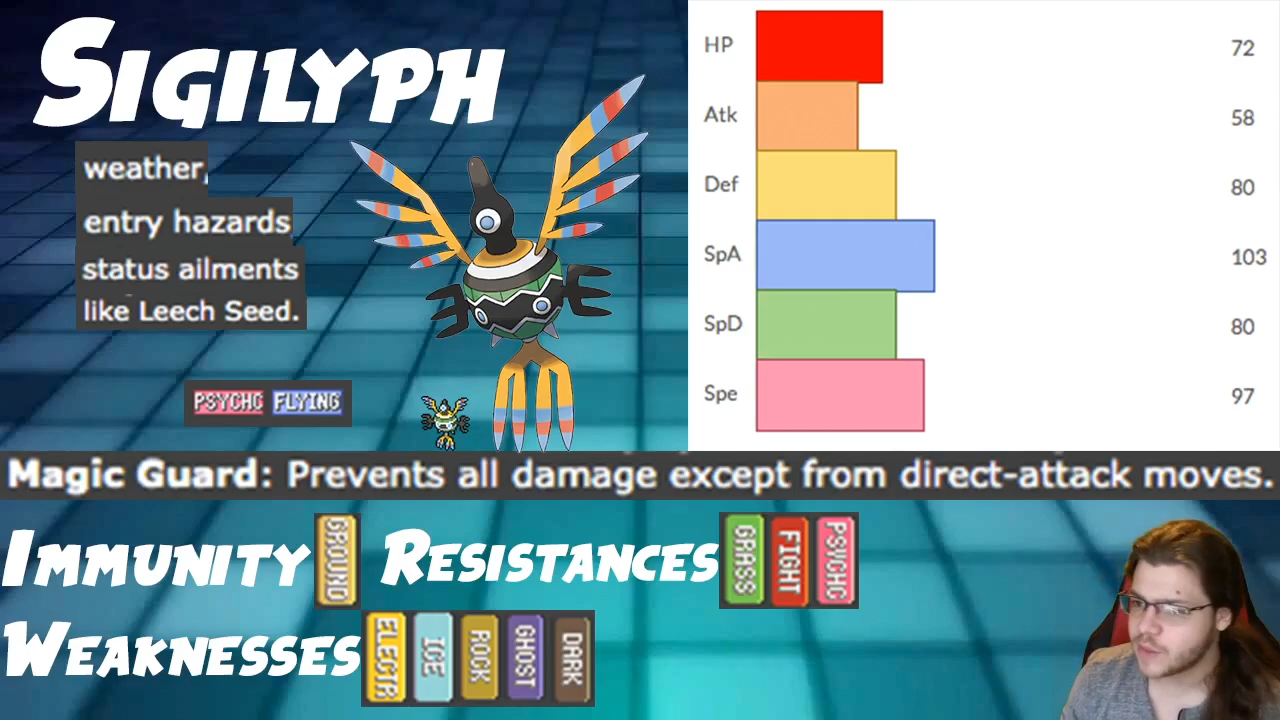 SIGILYPH
weather,
entry hazards
status ailments
like Leech Seed.
PSYCHC FLYING
HP 72
Atk 58
Def 80
SpA 103
SpD 80
Spe 97
Magic Guard: Prevents all damage except from direct-attack moves.
IMMUNITY GROUND RESISTANCES GRASS FIGHT PSYCHC
WEAKNESSES ELECTR ICE ROCK GHOST DARK